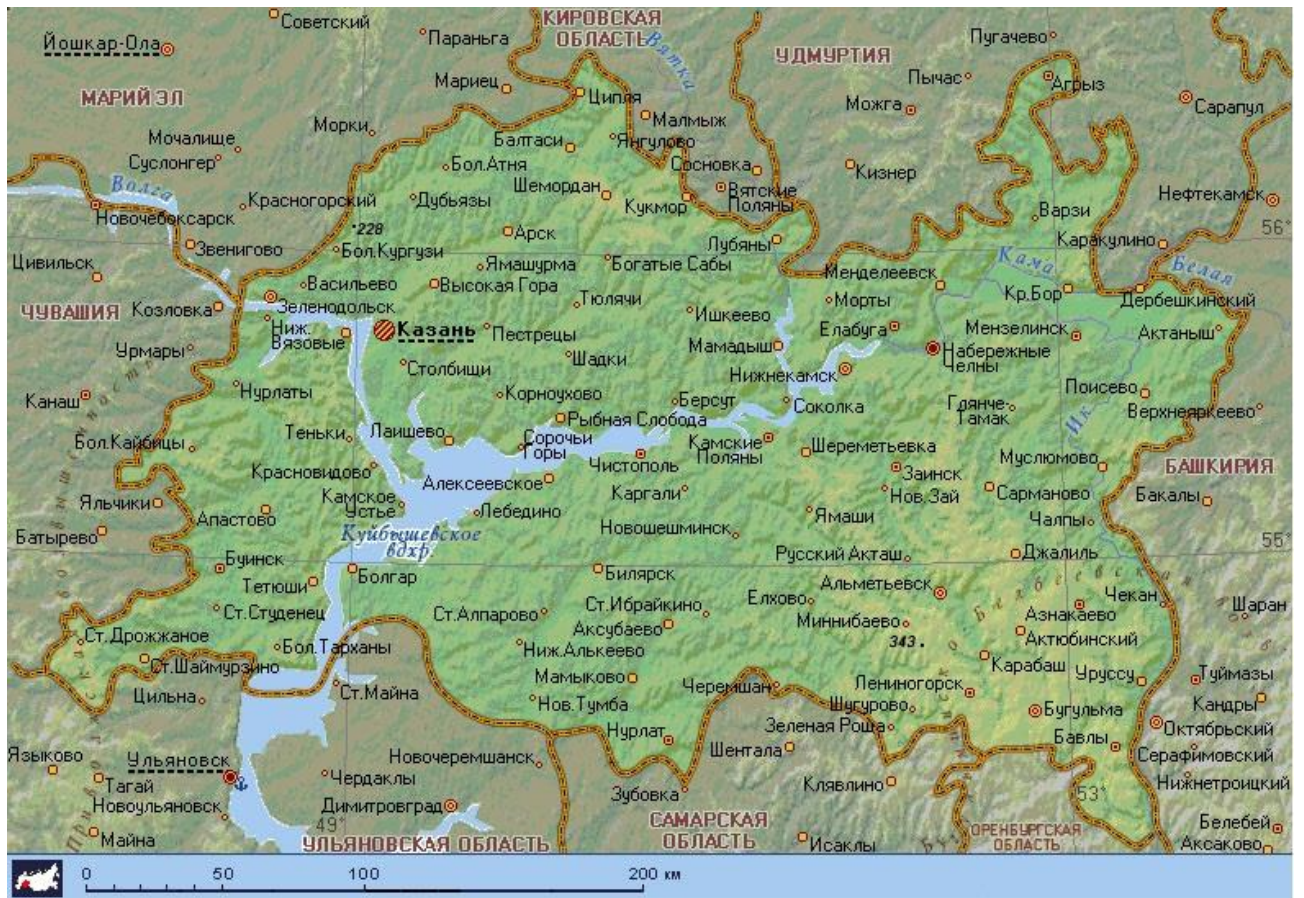 Советский
КИРОВСКАЯ
ОБЛАСТЬ
Йошкар-Ола
Параньга
Вятка
УДМУРТИЯ
Пугачево
МАРИЙ ЭЛ
Мариец
Ципля
Пычас
Агрыз
Можга
Сарапул
Малмыж
Морки
Мочалище
Балтаси
Янгулово
Суслонгер
Бол.Атня
Сосновка
Кизнер
Волга
Шемордан
Вятские
Поляны
Нефтекамск
Красногорский
Дубъязы
Кукмор
Новочебоксарск
Варзи
228
Арск
56°
Звенигово
Бол.Кургузи
Лубяны
Каракулино
Цивильск
Ямашурма
Богатые Сабы
Кама
Белая
Менделеевск
Васильево
Высокая Гора
Кр.Бор
Дербешкинский
ЧУВАШИЯ
Козловка
Зеленодольск
Тюлячи
Морты
Ишкеево
Ниж.
Вязовые
Казань
Пестрецы
Елабуга
Мензелинск
Актаныш
Урмары
Мамадыш
Набережные
Челны
Столбищи
Шадки
Нижнекамск
Нурлаты
Поисево
Канаш
Корноухово
Берсут
Соколка
Глянче-
Тамак
Верхнеяркеево
Ик
Рыбная Слобода
Теньки
Лаишево
Бол.Кайбицы
Сорочьи
Горы
Камские
Поляны
Шереметьевка
Красновидово
Чистополь
Заинск
Муслюмово
БАШКИРИЯ
Алексеевское
Яльчики
Камское
Устье
Каргали
Нов.Зай
Сарманово
Бакалы
Апастово
Лебедино
Ямаши
Чалпы
Батырево
Куйбышевское
вдхр.
Новошешминск
55°
Буинск
Русский Акташ
Джалиль
Тетюши
Болгар
Билярск
Альметьевск
Чекан
Ст.Студенец
Ст.Алпарово
Ст.Ибрайкино
Елхово
Азнакаево
Шаран
Аксубаево
Миннибаево
Ст.Дрожжаное
343
Актюбинский
Бол.Тарханы
Ниж.Алькеево
Ст.Шаймурзино
Карабаш
Мамыково
Уруссу
Туймазы
Цильна
Ст.Майна
Черемшан
Лениногорск
Нов.Тумба
Шугурово
Кандры
Бугульма
Нурлат
Зеленая Роша
Октябрьский
Языково
Ульяновск
Новочеремшанск
Шентала
Бавлы
Серафимовский
Тагай
Чердаклы
Клявлино
Нижнетроицкий
Новоульяновск
Димитровград
Зубовка
53°
49°
САМАРСКАЯ
ОБЛАСТЬ
Майна
УЛЬЯНОВСКАЯ ОБЛАСТЬ
Исаклы
ОРЕНБУРГСКАЯ
ОБЛАСТЬ
Белебей
Аксаково
0 50 100 200 км